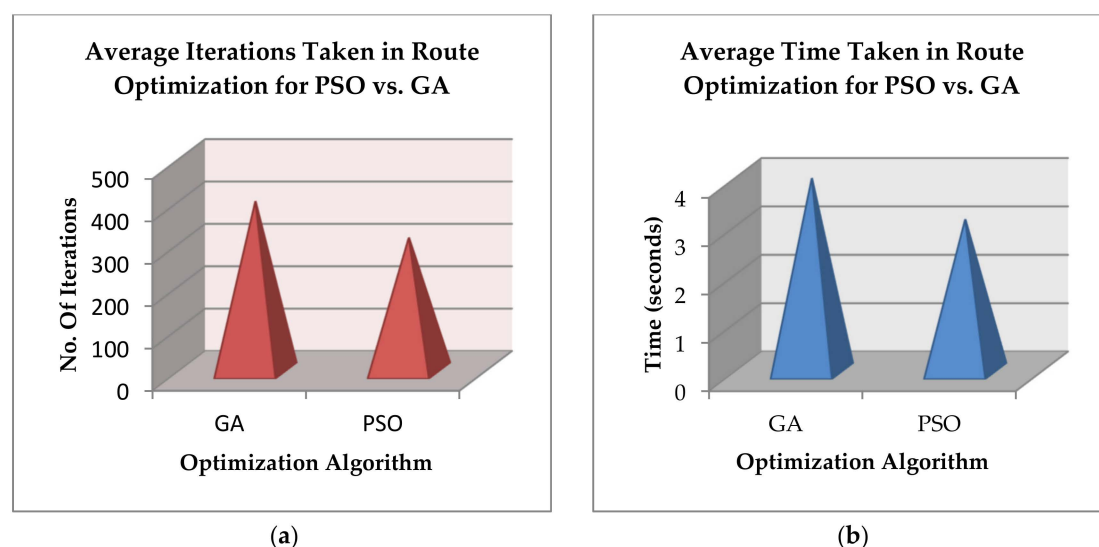 Average Iterations Taken in Route
Optimization for PSO vs. GA
500
400
300
200
100
0
No. Of Iterations
GA
PSO
Optimization Algorithm
(a)
Average Time Taken in Route
Optimization for PSO vs. GA
4
3
2
1
0
Time (seconds)
GA
PSO
Optimization Algorithm
(b)